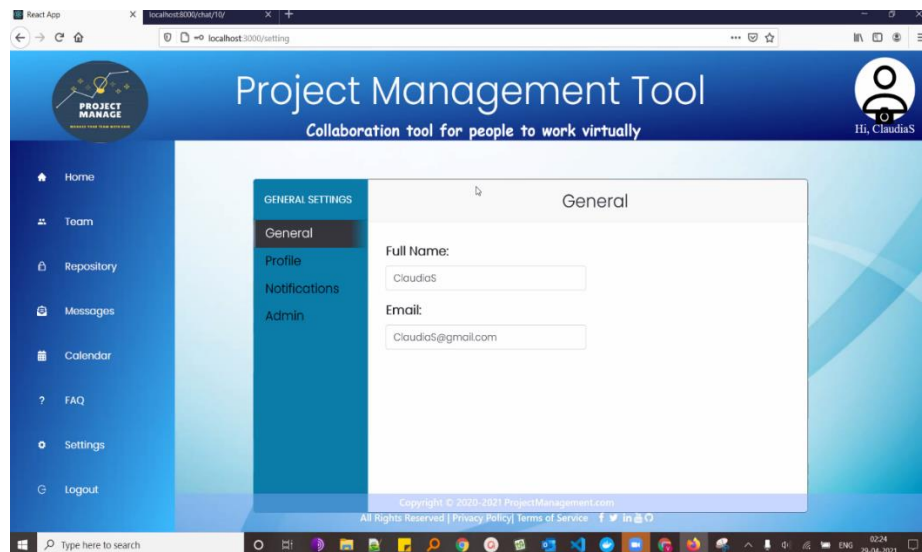 React App
localhost:8000/chat/10/
localhost:3000/setting
PROJECT
MANAGE
Project Management Tool
Collaboration tool for people to work virtually
Hi, ClaudiaS
Home
Team
Repository
Messages
Calendar
? FAQ
Settings
Logout
GENERAL SETTINGS
General
Profile
Notifications
Admin
General
Full Name:
ClaudiaS
Email:
ClaudiaS@gmail.com
Copyright © 2020-2021 ProjectManagement.com
All Rights Reserved | Privacy Policy| Terms of Service
Type here to search
ENG
02:24
29-04-2021